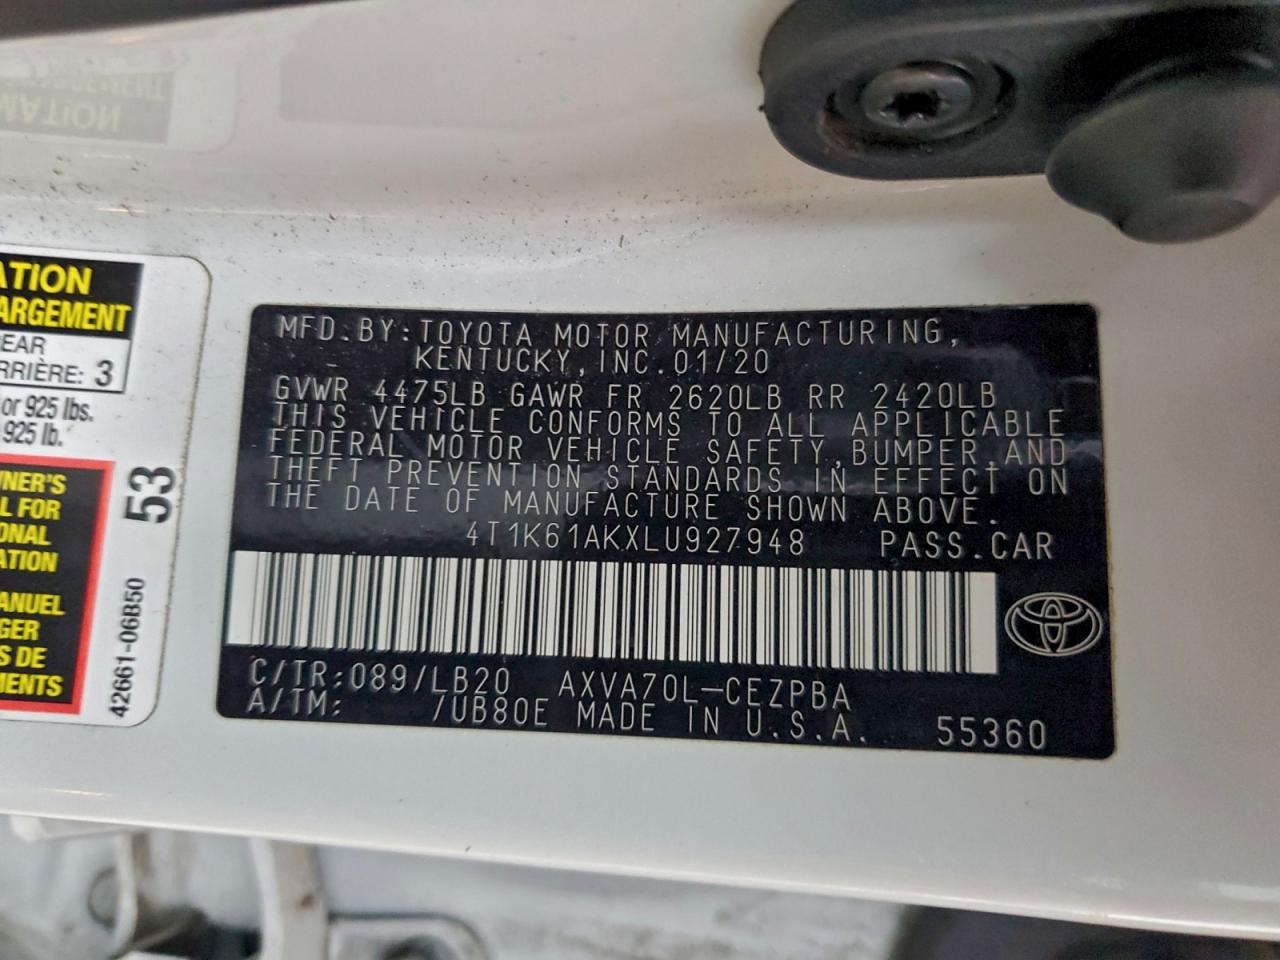 ATION
ARGEMENT
EAR
RRIÈRE: 3
or 925 lbs.
925 lb.
WNER'S
L FOR
ONAL
ATION
ANUEL
GER
S DE
MENTS
53
42661-06B50
MFD.BY:TOYOTA MOTOR MANUFACTURING,
KENTUCKY,INC.01/20
GVWR 4475LB GAWR FR 2620LB RR 2420LB
THIS VEHICLE CONFORMS TO ALL APPLICABLE
FEDERAL MOTOR VEHICLE SAFETY,BUMPER,AND
THEFT PREVENTION STANDARDS IN EFFECT ON
THE DATE OF MANUFACTURE SHOWN ABOVE.
4T1K61AKXLU927948 PASS.CAR
C/TR:089/LB20 AXVA70L-CEZPBA
A/TM: /UB80E MADE IN U.S.A. 55360